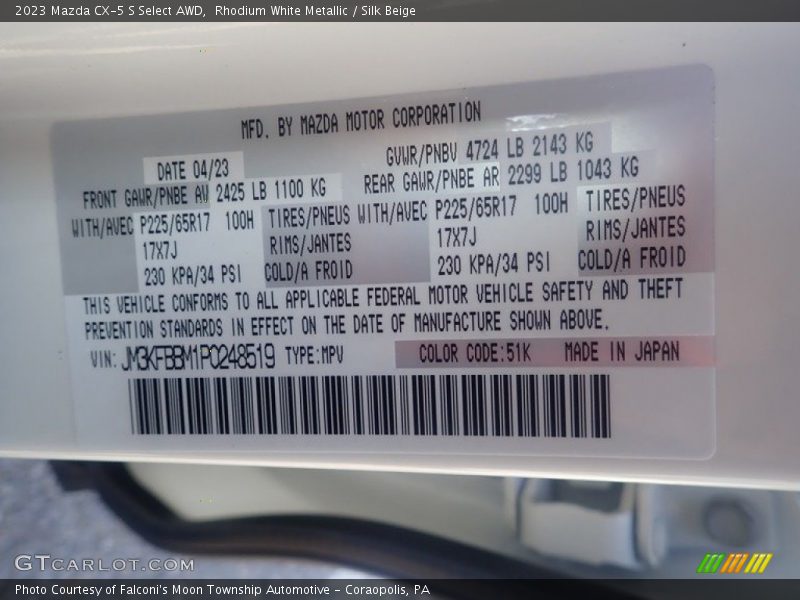 2023 Mazda CX-5 S Select AWD,  Rhodium White Metallic / Silk Beige
MFD. BY MAZDA MOTOR CORPORATION
DATE 04/23 GVWR/PNBV 4724 LB 2143 KG
FRONT GAWR/PNBE AV 2425 LB 1100 KG REAR GAWR/PNBE AR 2299 LB 1043 KG
WITH/AVEC P225/65R17 100H TIRES/PNEUS WITH/AVEC P225/65R17 100H TIRES/PNEUS
17X7J RIMS/JANTES 17X7J RIMS/JANTES
230 KPA/34 PSI COLD/A FROID 230 KPA/34 PSI COLD/A FROID
THIS VEHICLE CONFORMS TO ALL APPLICABLE FEDERAL MOTOR VEHICLE SAFETY AND THEFT
PREVENTION STANDARDS IN EFFECT ON THE DATE OF MANUFACTURE SHOWN ABOVE.
VIN: JM3KFBBM1P0248519 TYPE:MPV COLOR CODE:51K MADE IN JAPAN
GTCARLOT.COM
Photo Courtesy of Falconi's Moon Township Automotive – Coraopolis, PA